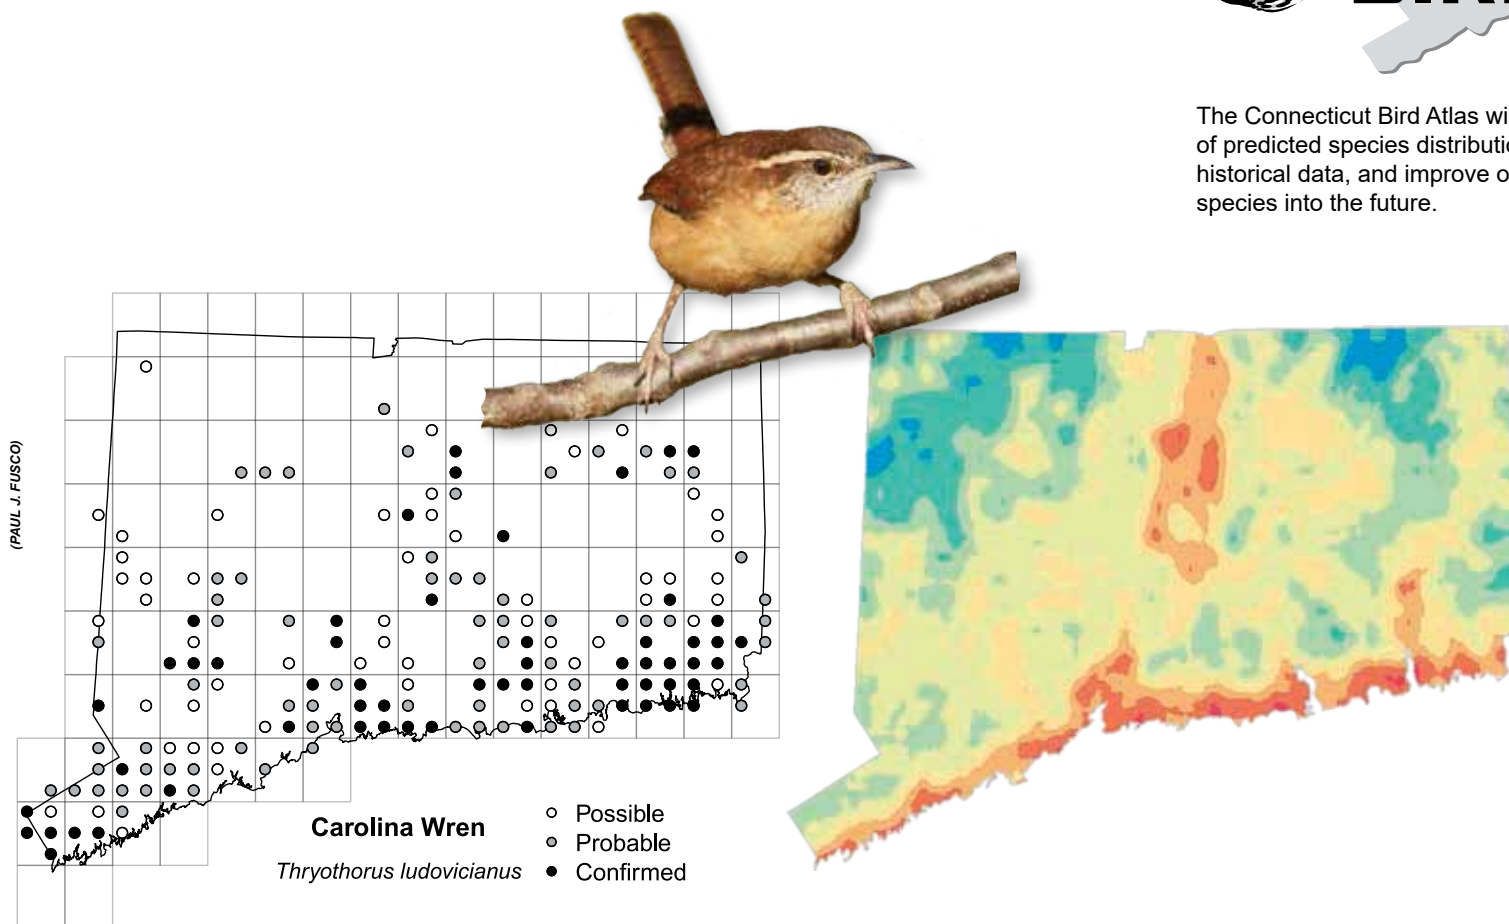 The Connecticut Bird Atlas wi
of predicted species distributi
historical data, and improve o
species into the future.
(PAUL J. FUSCO)
Carolina Wren
Thryothorus ludovicianus
Possible
Probable
Confirmed